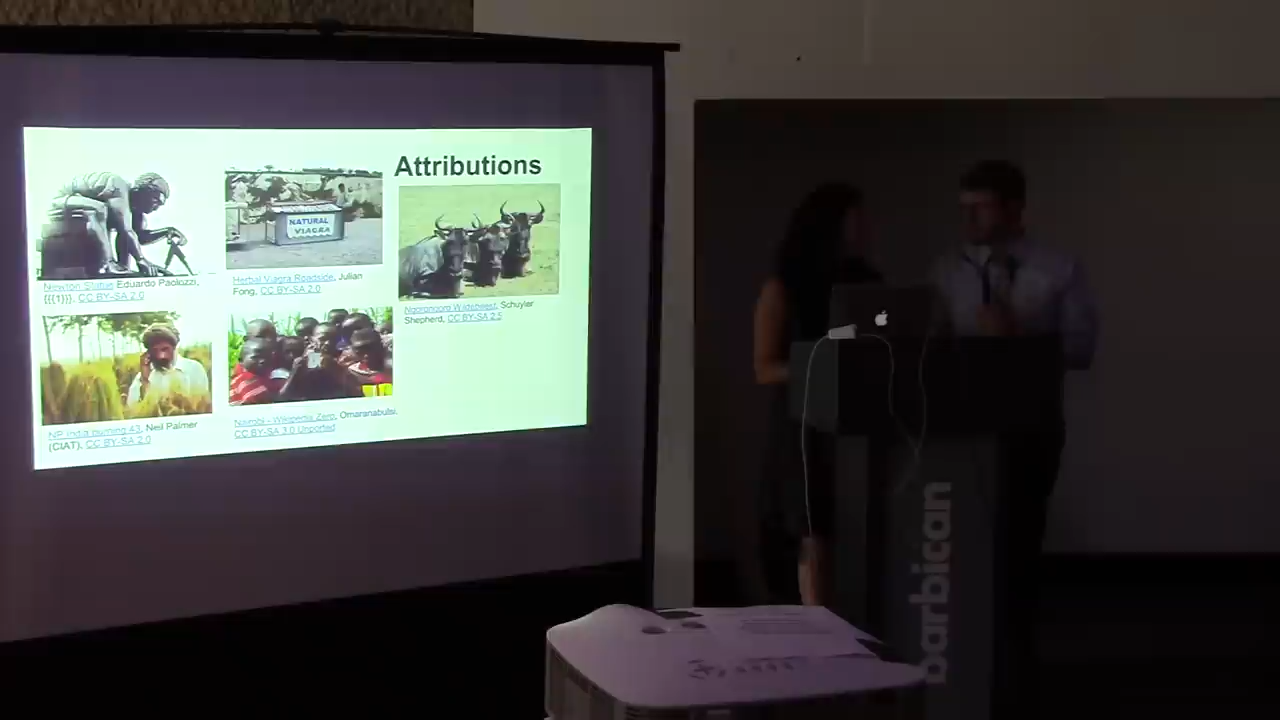 Attributions
NATURAL
VIAGRA
Newton Statue Eduardo Paolozzi,
{{{1}}}. CC BY-SA 2.0
Herbal Viagra Roadside, Julian
Fong, CC BY-SA 2.0
Ngorongoro Wildebeest, Schuyler
Shepherd, CC BY-SA 2.5
NP India burning 43, Neil Palmer
(CIAT), CC BY-SA 2.0
Nairobi - Wikipedia Zero, Omaranabulsi,
CC BY-SA 3.0 Unported
barbican